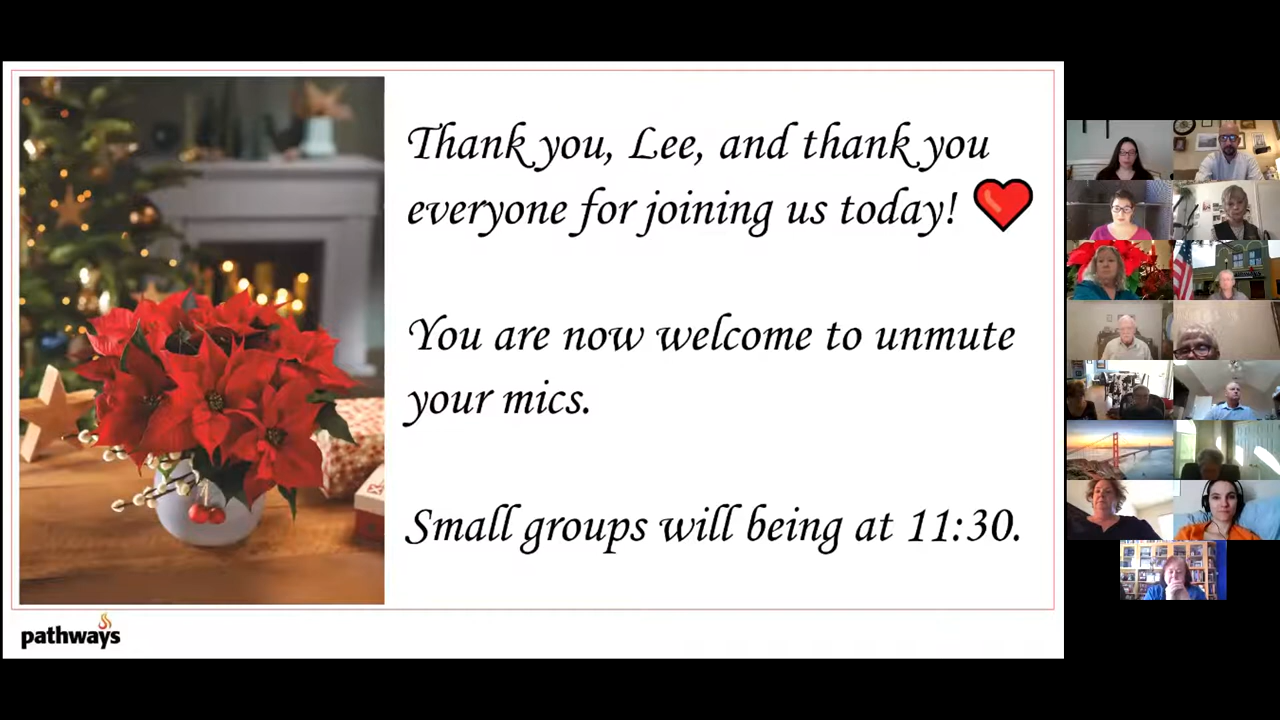 Thank you, Lee, and thank you
everyone for joining us today! ❤️
You are now welcome to unmute
your mics.
Small groups will being at 11:30.
pathways